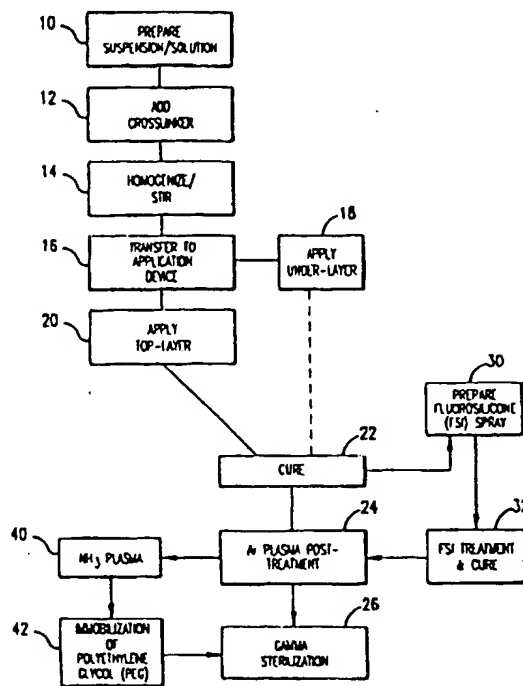 10
PREPARE
SUSPENSION/SOLUTION
12
ADD
CROSSLINKER
14
HOMOGENIZE/
STIR
16
TRANSFER TO
APPLICATION
DEVICE
18
APPLY
UNDER-LAYER
20
APPLY
TOP-LAYER
30
PREPARE
FLUOROSILICONE
(FSI) SPRAY
22
CURE
24
Ar PLASMA POST-
TREATMENT
32
FSI TREATMENT
& CURE
40
NH3 PLASMA
42
IMMOBILIZATION
OF
POLYETHYLENE
GLYCOL (PEG)
26
GAMMA
STERILIZATION